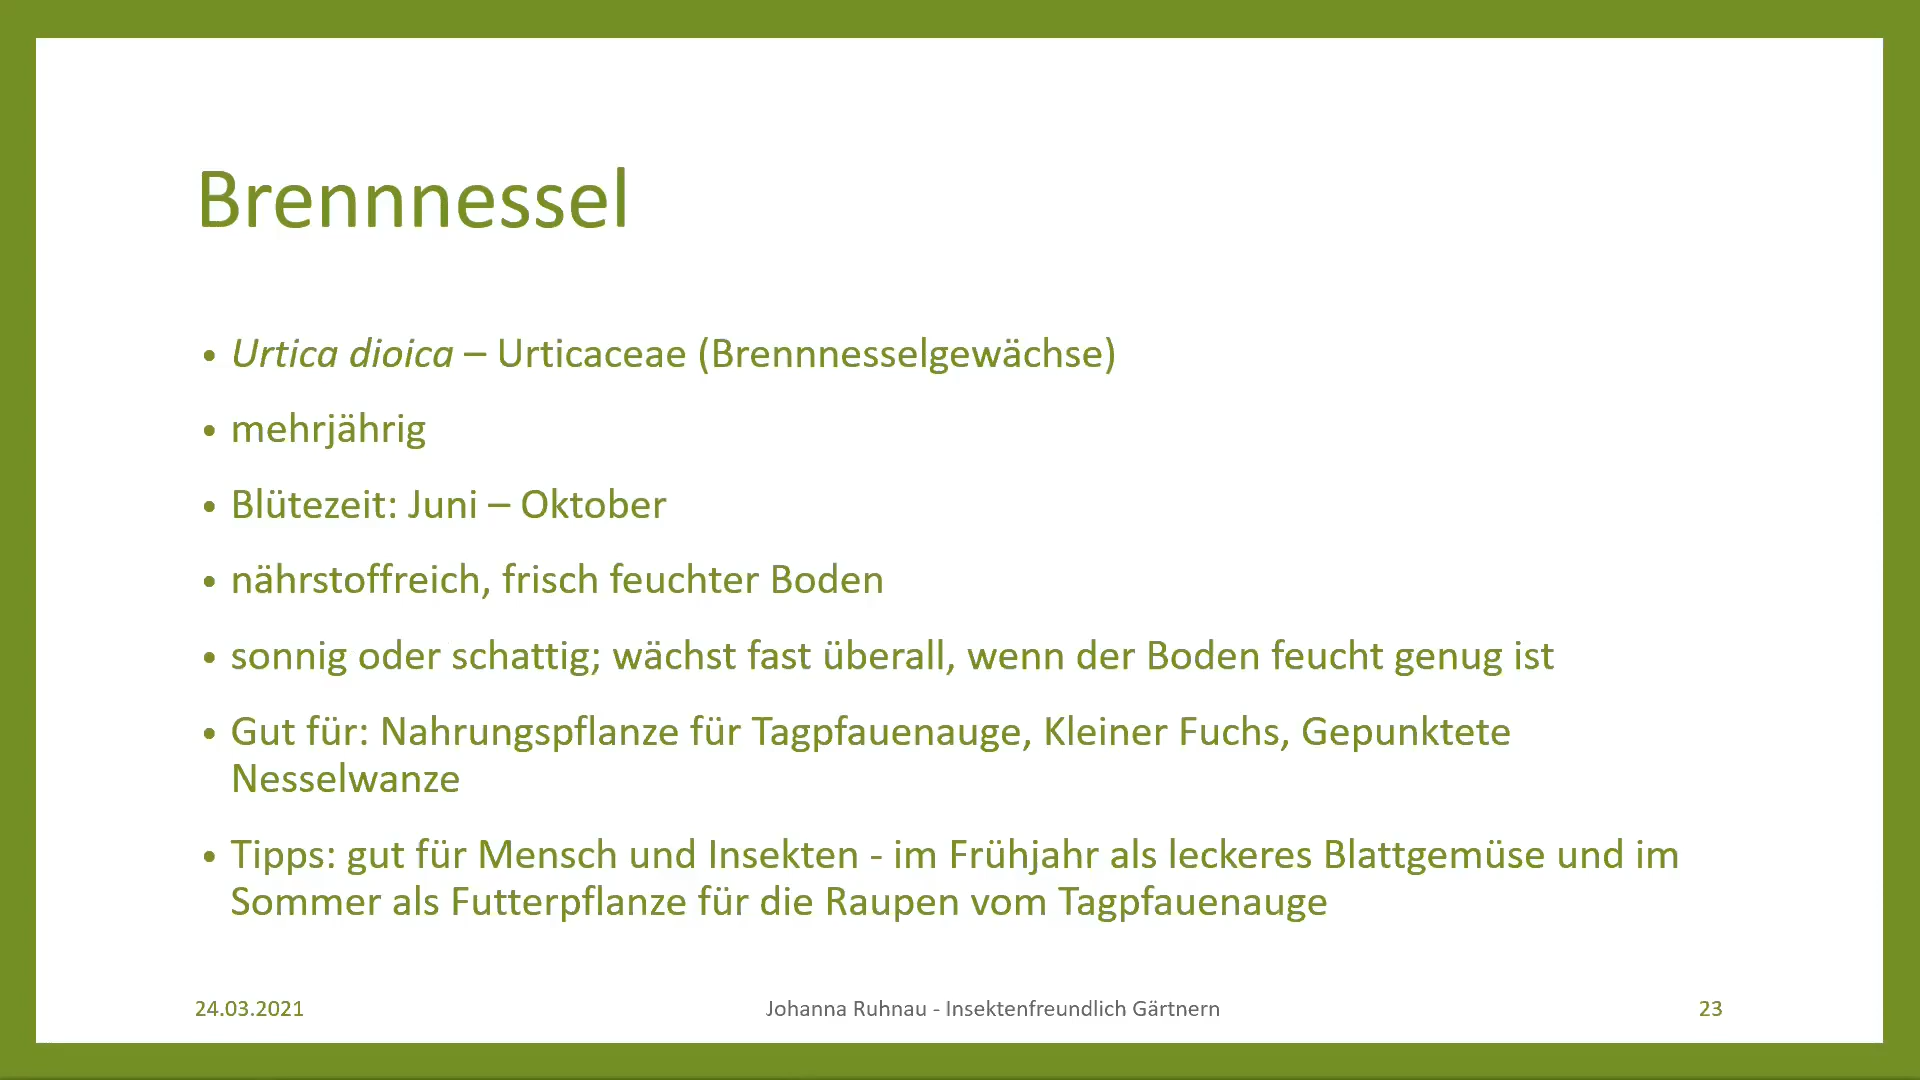 Brennnessel
• Urtica dioica – Urticaceae (Brennnesselgewächse)
• mehrjährig
• Blütezeit: Juni – Oktober
• nährstoffreich, frisch feuchter Boden
• sonnig oder schattig; wächst fast überall, wenn der Boden feucht genug ist
• Gut für: Nahrungspflanze für Tagpfauenauge, Kleiner Fuchs, Gepunktete
Nesselwanze
• Tipps: gut für Mensch und Insekten - im Frühjahr als leckeres Blattgemüse und im
Sommer als Futterpflanze für die Raupen vom Tagpfauenauge
24.03.2021
Johanna Ruhnau - Insektenfreundlich Gärtnern
23